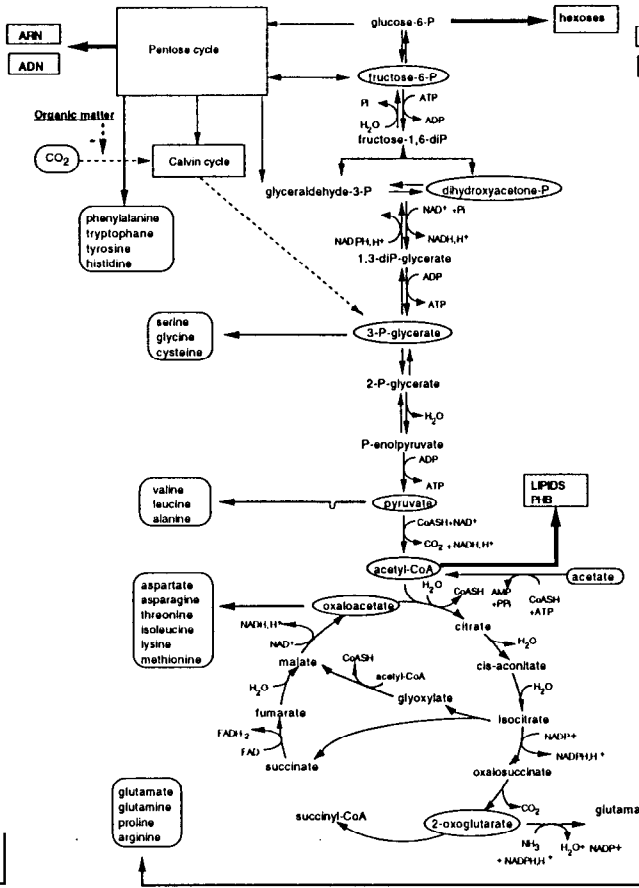 glucose-6-P
hexoses
ARN
ADN
Pentose cycle
fructose-6-P
ATP
Pi
H2O
ADP
fructose-1,6-diP
Organic matter
-
CO2
Calvin cycle
glyceraldehyde-3-P
dihydroxyacetone-P
NAD+ +Pi
NADPH,H+
NADH,H+
1.3-diP-glycerate
phenylalanine
tryptophane
tyrosine
histidine
ADP
ATP
3-P-glycerate
serine
glycine
cysteine
2-P-glycerate
H2O
P-enolpyruvate
ADP
ATP
valine
leucine
alanine
pyruvate
LIPIDS
PHB
CoASH+NAD+
CO2 + NADH,H+
acetyl-CoA
acetate
H2O
CoASH
AMP
+PPi
CoASH
+ATP
aspartate
asparagine
threonine
isoleucine
lysine
methionine
oxaloacetate
citrate
NADH,H+
NAD+
H2O
malate
CoASH
acetyl-CoA
cis-aconitate
H2O
glyoxylate
H2O
fumarate
Isocitrate
FADH2
FAD
NADP+
NADPH,H+
succinate
oxalosuccinate
CO2
glutamate
glutamine
proline
arginine
succinyl-CoA
2-oxoglutarate
glutama
NH3
+ NADPH,H+
H2O+ NADP+